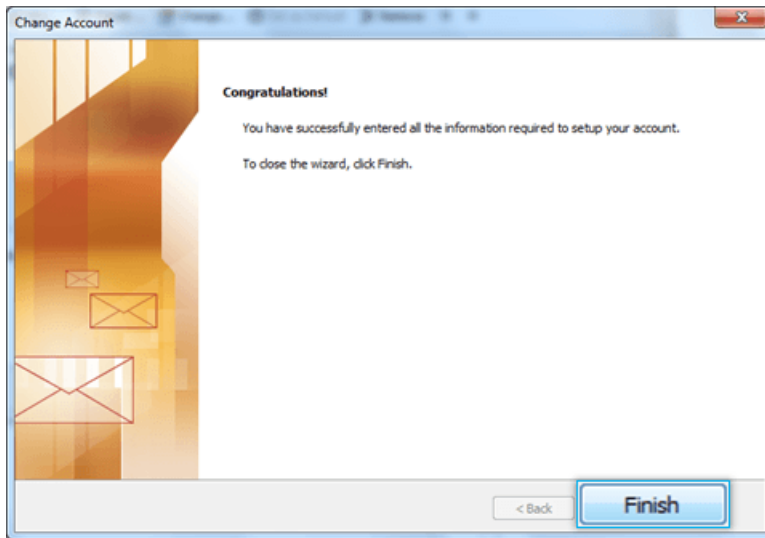 Change Account
Congratulations!
You have successfully entered all the information required to setup your account.
To close the wizard, click Finish.
< Back
Finish